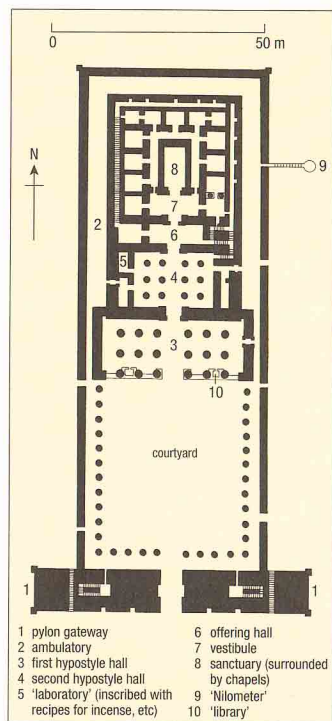 0 50 m
N
9
8
7
2
6
5
4
3
10
courtyard
1 1
1 pylon gateway
2 ambulatory
3 first hypostyle hall
4 second hypostyle hall
5 ‘laboratory’ (inscribed with
recipes for incense, etc)
6 offering hall
7 vestibule
8 sanctuary (surrounded
by chapels)
9 ‘Nilometer’
10 ‘library’